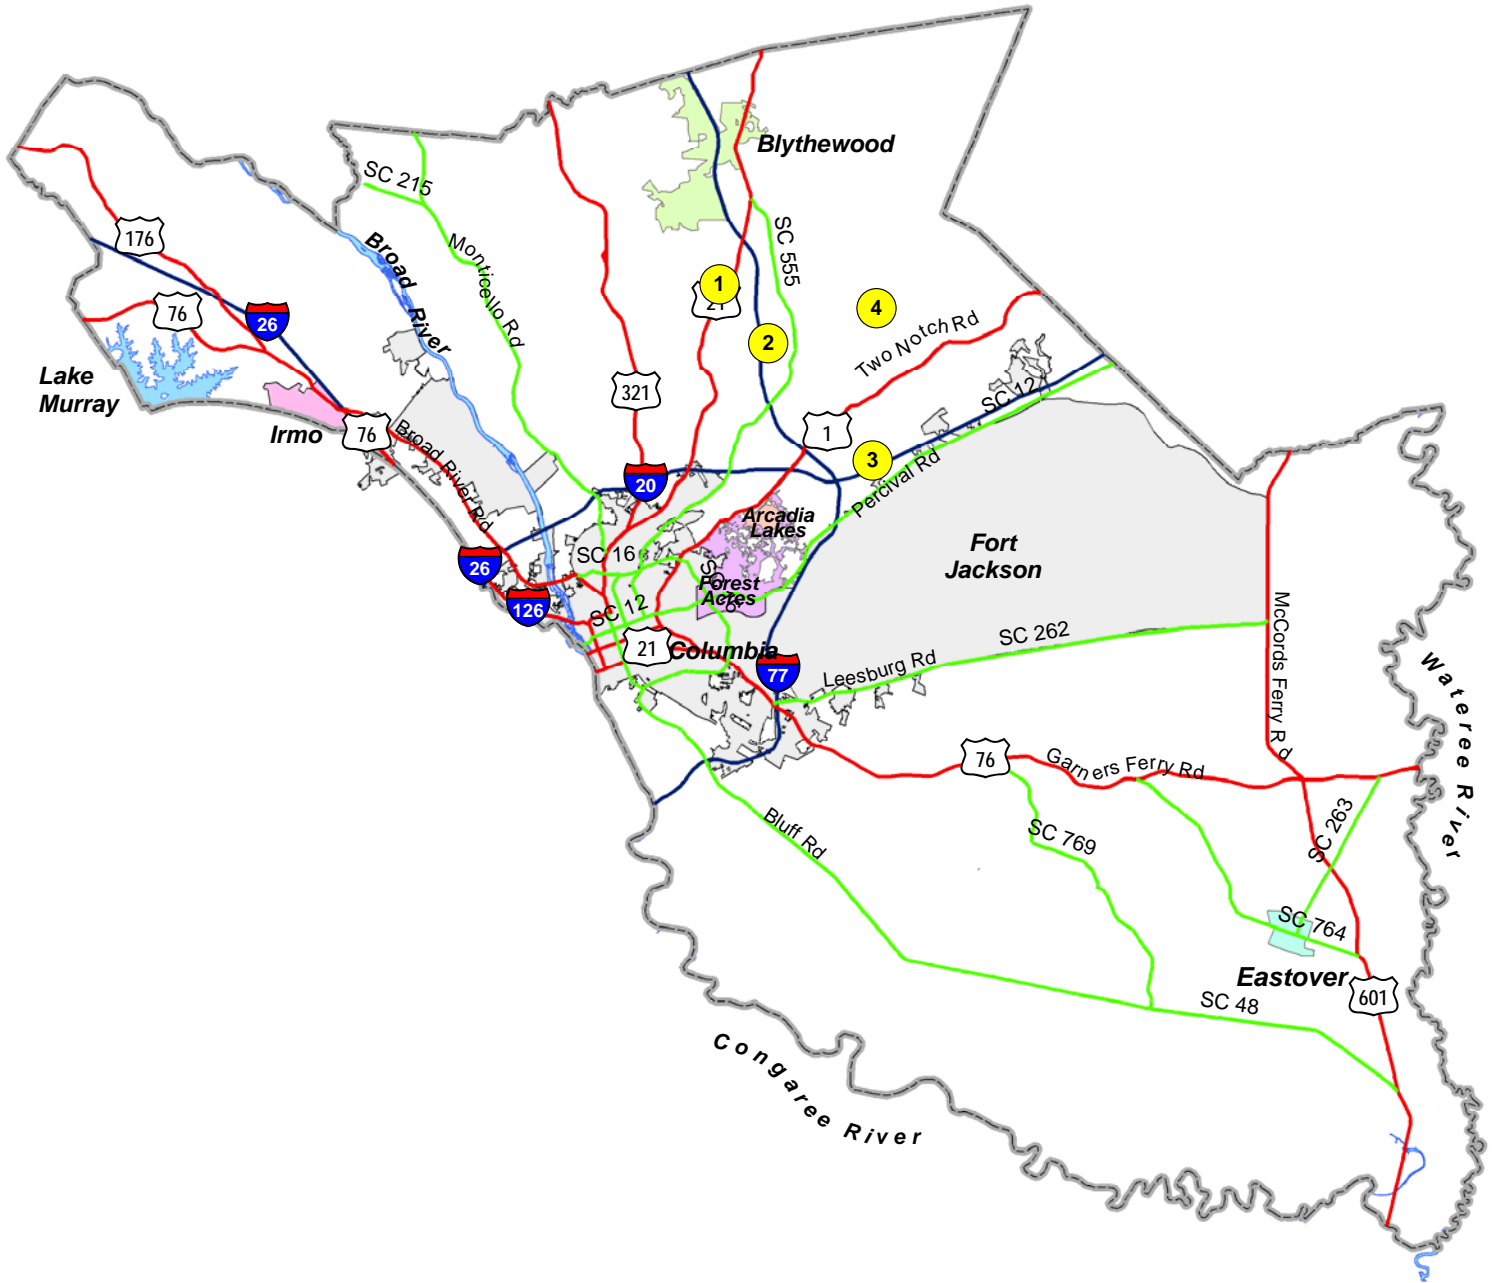 Blythewood
SC 215
176
Broad River
Monticello Rd
SC 555
1
21
4
76
26
2
Two Notch Rd
Lake
Murray
321
SC 12
Irmo
76
1
Broad River Rd
3
20
Percival Rd
Arcadia
Lakes
Fort
Jackson
SC 16
26
SC 16
Forest
Acres
126
SC 12
McCords Ferry Rd
SC 262
21
Columbia
77
Leesburg Rd
Wateree River
76
Garners Ferry Rd
Bluff Rd
SC 769
SC 263
SC 764
Eastover
601
SC 48
Congaree River